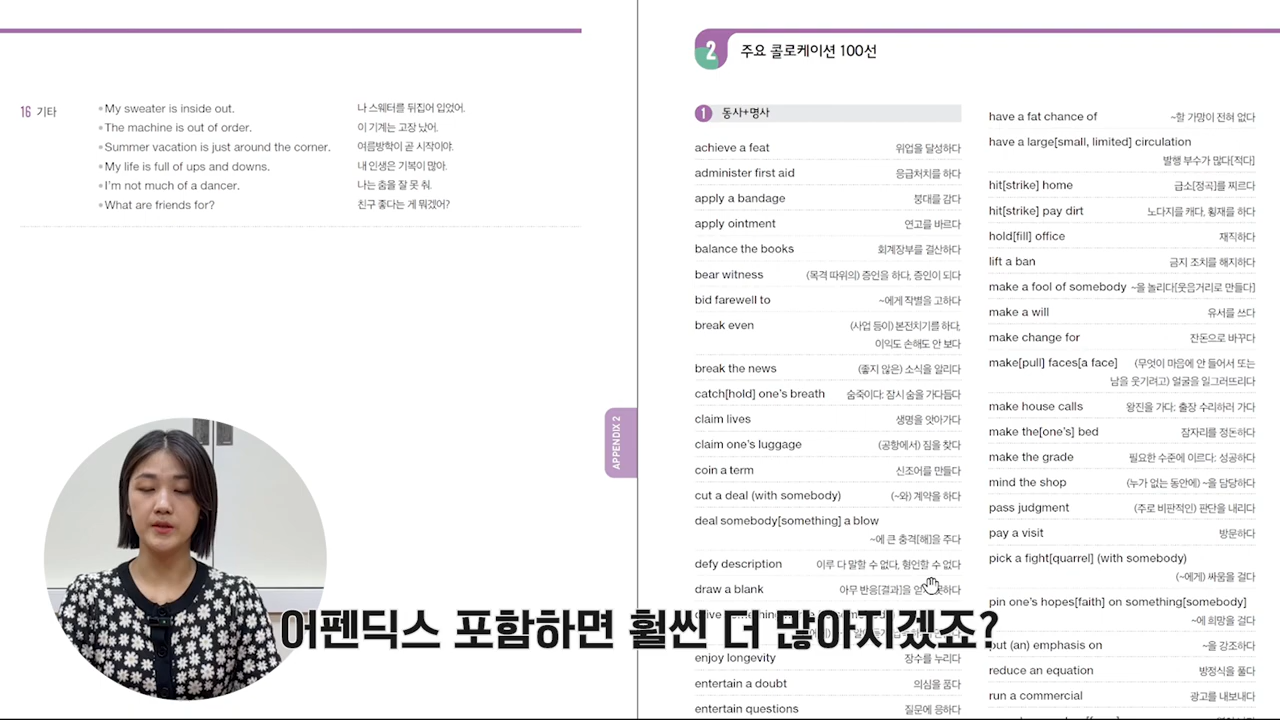 16 기타
• My sweater is inside out. 나 스웨터를 뒤집어 입었어.
• The machine is out of order. 이 기계는 고장 났어.
• Summer vacation is just around the corner. 여름방학이 곧 시작이야.
• My life is full of ups and downs. 내 인생은 기복이 많아.
• I'm not much of a dancer. 나는 춤을 잘 못 춰.
• What are friends for? 친구 좋다는 게 뭐겠어?
APPENDIX 2
2 주요 콜로케이션 100선
1 동사+명사
achieve a feat 위업을 달성하다
administer first aid 응급처치를 하다
apply a bandage 붕대를 감다
apply ointment 연고를 바르다
balance the books 회계장부를 결산하다
bear witness (목격 따위의) 증언을 하다, 증인이 되다
bid farewell to ~에게 작별을 고하다
break even (사업 등이) 본전치기를 하다,
이익도 손해도 안 보다
break the news (좋지 않은) 소식을 알리다
catch[hold] one's breath 숨죽이다; 잠시 숨을 가다듬다
claim lives 생명을 앗아가다
claim one's luggage (공항에서) 짐을 찾다
coin a term 신조어를 만들다
cut a deal (with somebody) (~와) 계약을 하다
deal somebody[something] a blow
~에 큰 충격[해]을 주다
defy description 이루 다 말할 수 없다, 형언할 수 없다
draw a blank 아무 반응[결과]을
enjoy longevity 장수를 누리다
entertain a doubt 의심을 품다
entertain questions 질문에 응하다
have a fat chance of ~할 가망이 전혀 없다
have a large[small, limited] circulation
발행 부수가 많다[적다]
hit[strike] home 급소[정곡]를 찌르다
hit[strike] pay dirt 노다지를 캐다, 횡재를 하다
hold[fill] office 재직하다
lift a ban 금지 조치를 해지하다
make a fool of somebody ~을 놀리다[웃음거리로 만들다]
make a will 유서를 쓰다
make change for 잔돈으로 바꾸다
make[pull] faces[a face] (무엇이 마음에 안 들어서 또는
남을 웃기려고) 얼굴을 일그러뜨리다
make house calls 왕진을 가다; 출장 수리하러 가다
make the[one's] bed 잠자리를 정돈하다
make the grade 필요한 수준에 이르다; 성공하다
mind the shop (누가 없는 동안에) ~을 담당하다
pass judgment (주로 비판적인) 판단을 내리다
pay a visit 방문하다
pick a fight[quarrel] (with somebody)
(~에게) 싸움을 걸다
pin one's hopes[faith] on something[somebody]
~에 희망을 걸다
put (an) emphasis on ~을 강조하다
reduce an equation 방정식을 풀다
run a commercial 광고를 내보내다
어펜딕스 포함하면 훨씬 더 많아지겠죠?